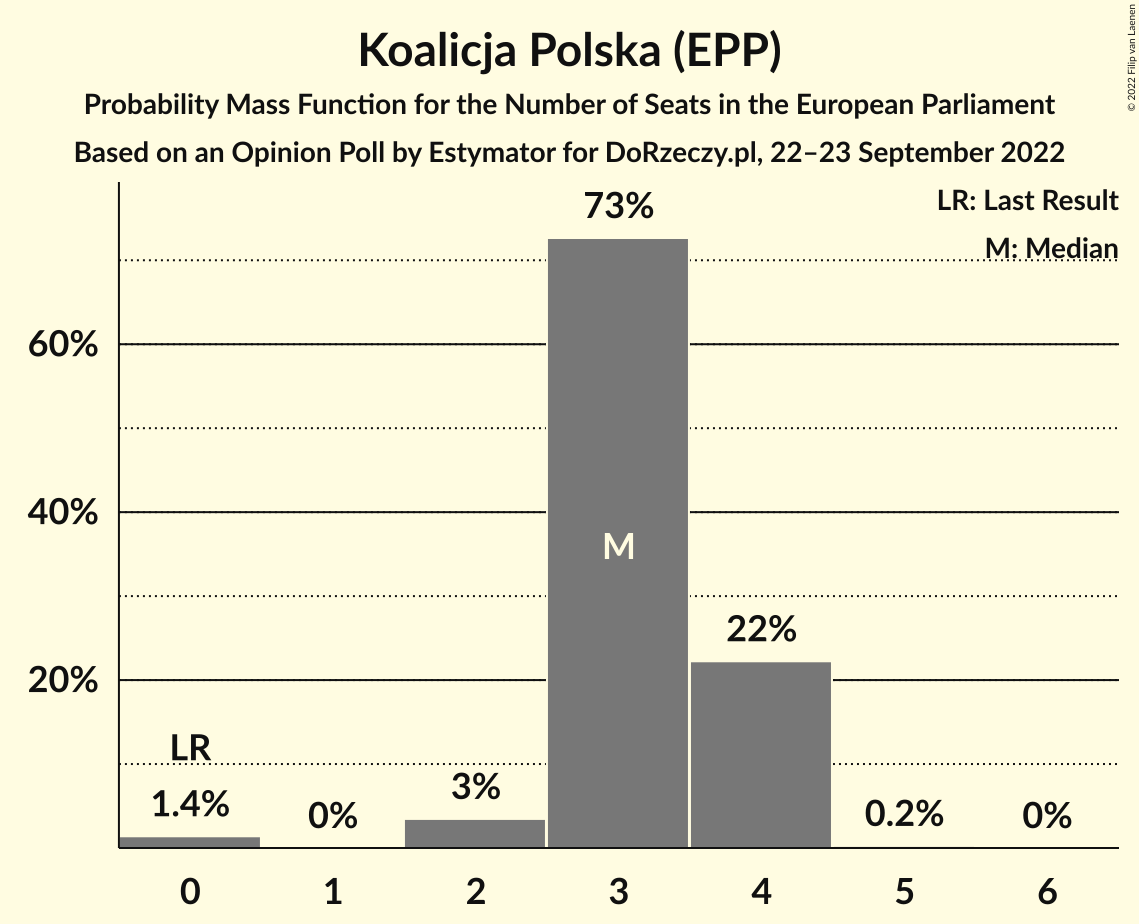 Koalicja Polska (EPP)
Probability Mass Function for the Number of Seats in the European Parliament
Based on an Opinion Poll by Estymator for DoRzeczy.pl, 22–23 September 2022
© 2022 Filip van Laenen
LR: Last Result
M: Median
73%
60%
40%
M
22%
20%
LR
1.4%
0%
3%
0.2%
0%
0 1 2 3 4 5 6